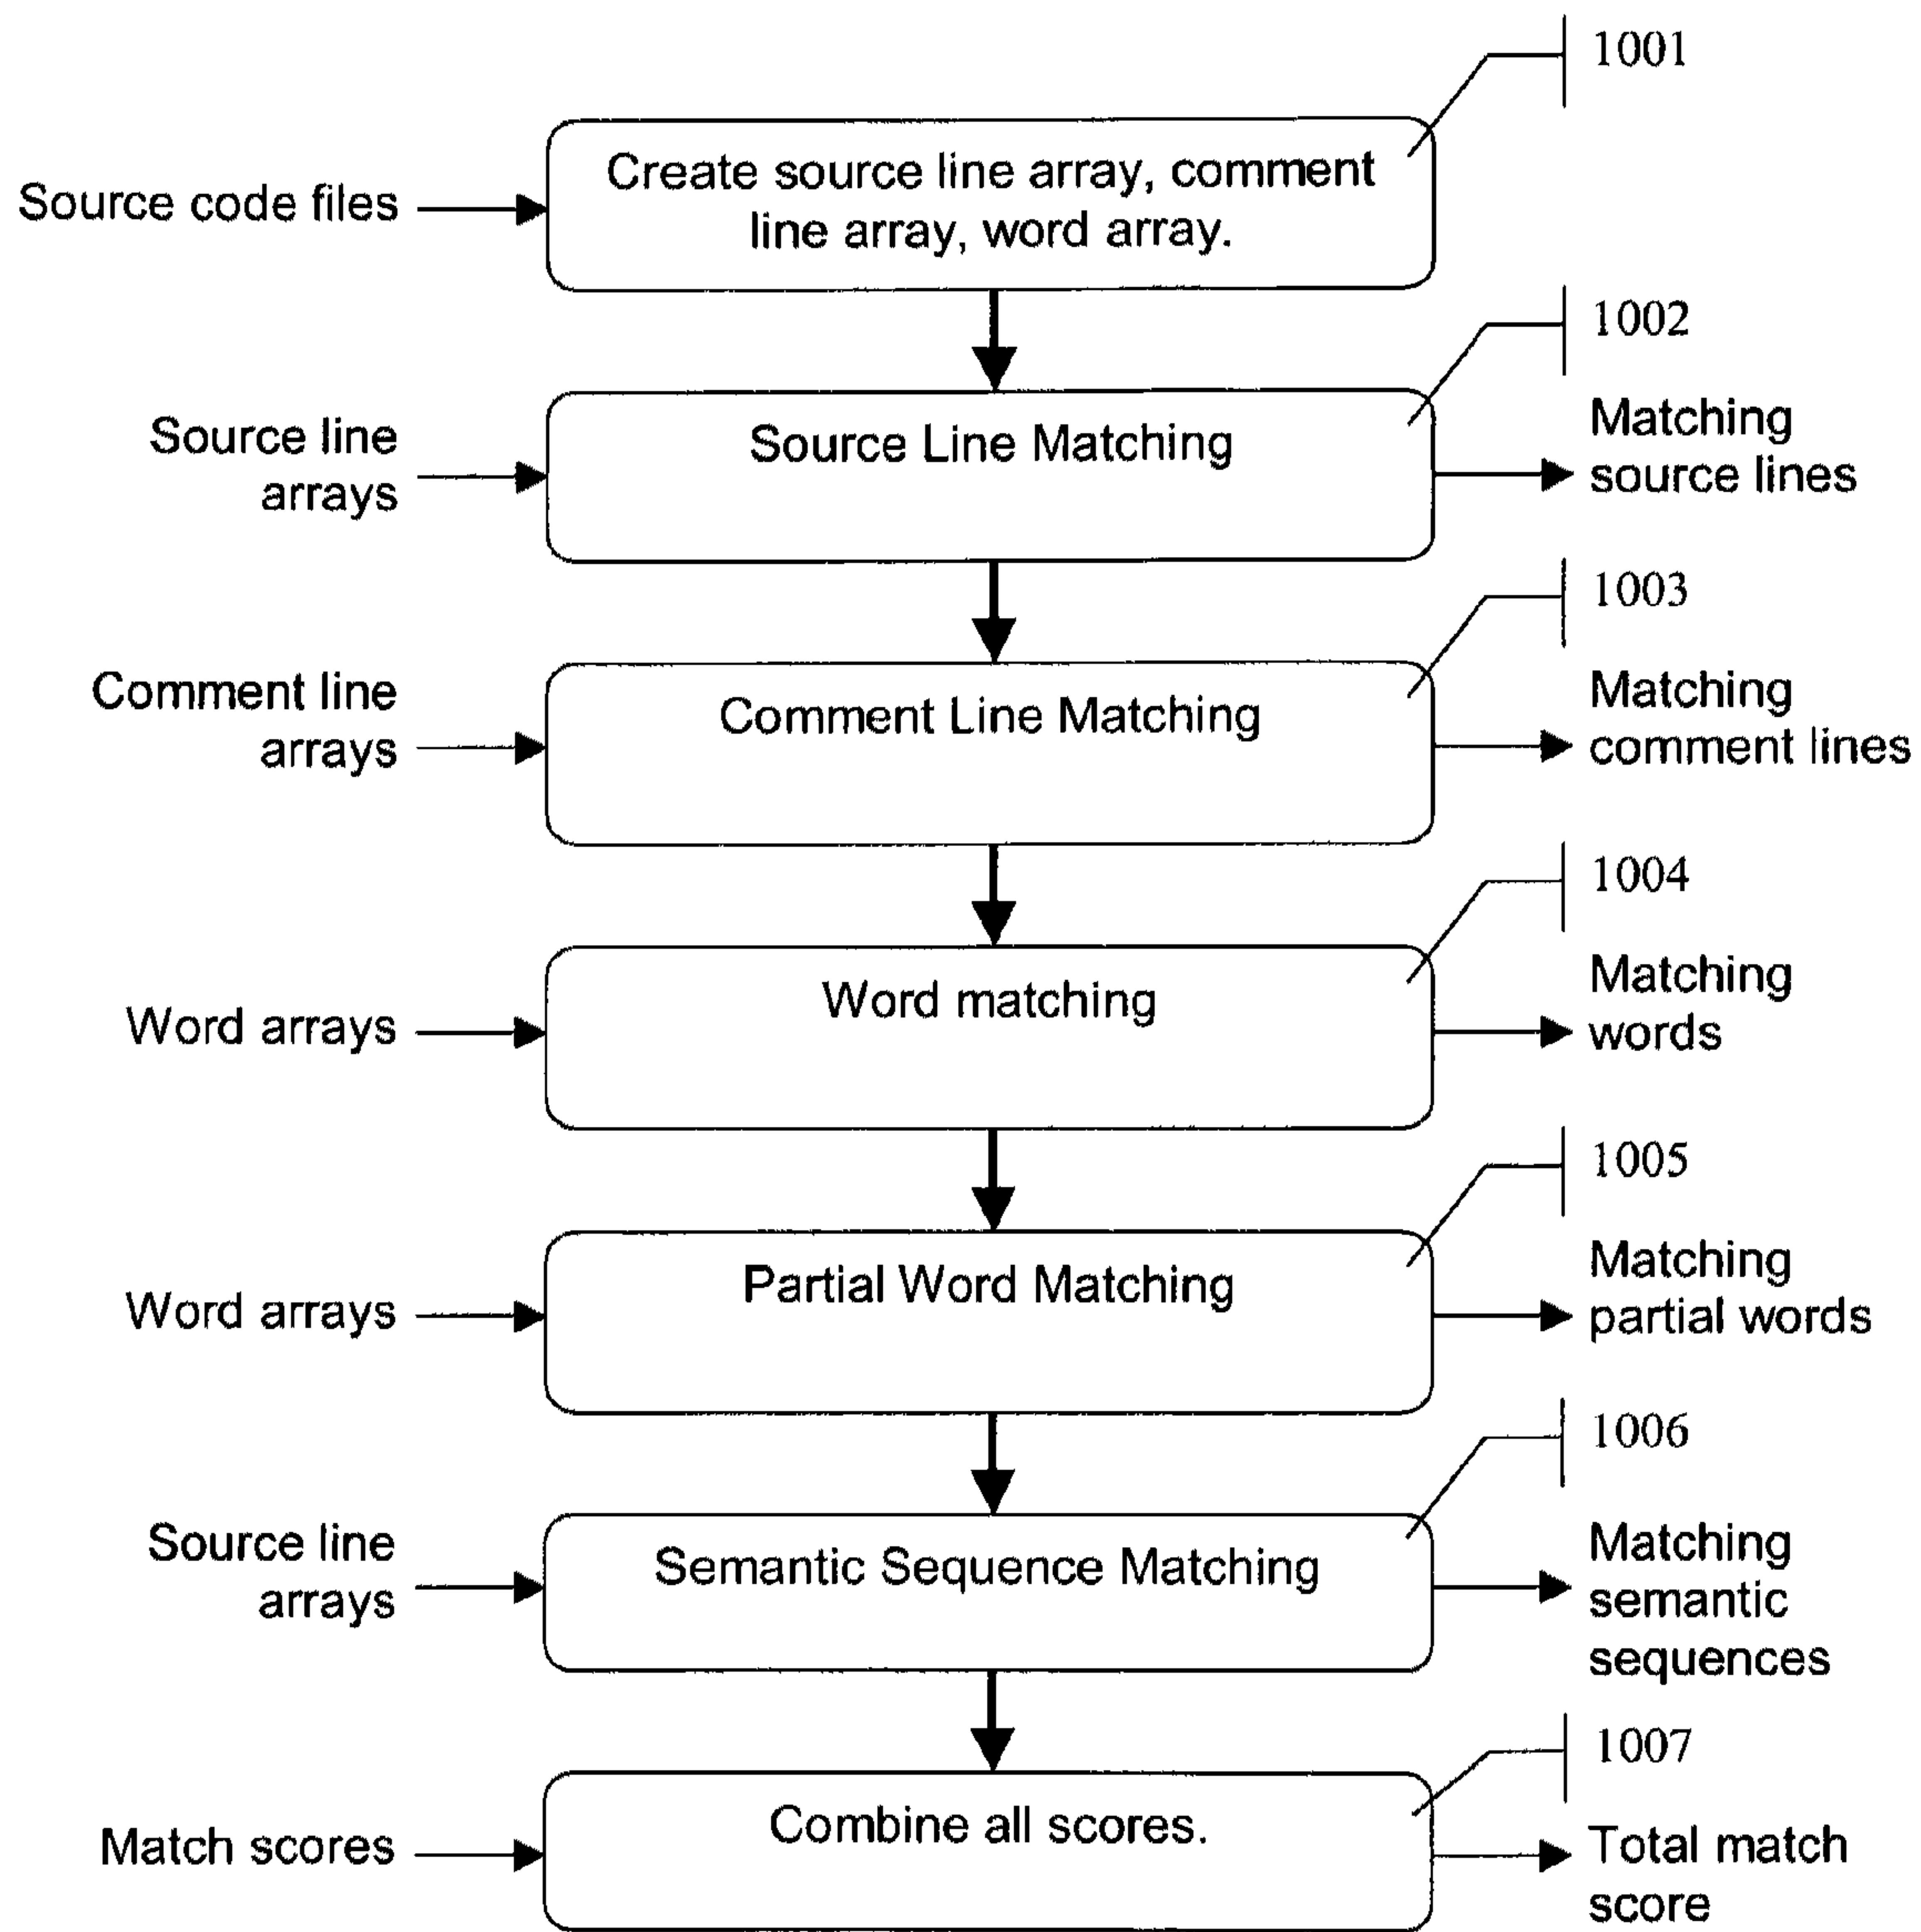 1001
Create source line array, comment
line array, word array.
Source code files
1002
Source line
arrays
Source Line Matching
Matching
source lines
1003
Comment line
arrays
Comment Line Matching
Matching
comment lines
1004
Word arrays
Word matching
Matching
words
1005
Word arrays
Partial Word Matching
Matching
partial words
1006
Source line
arrays
Semantic Sequence Matching
Matching
semantic
sequences
1007
Match scores
Combine all scores.
Total match
score